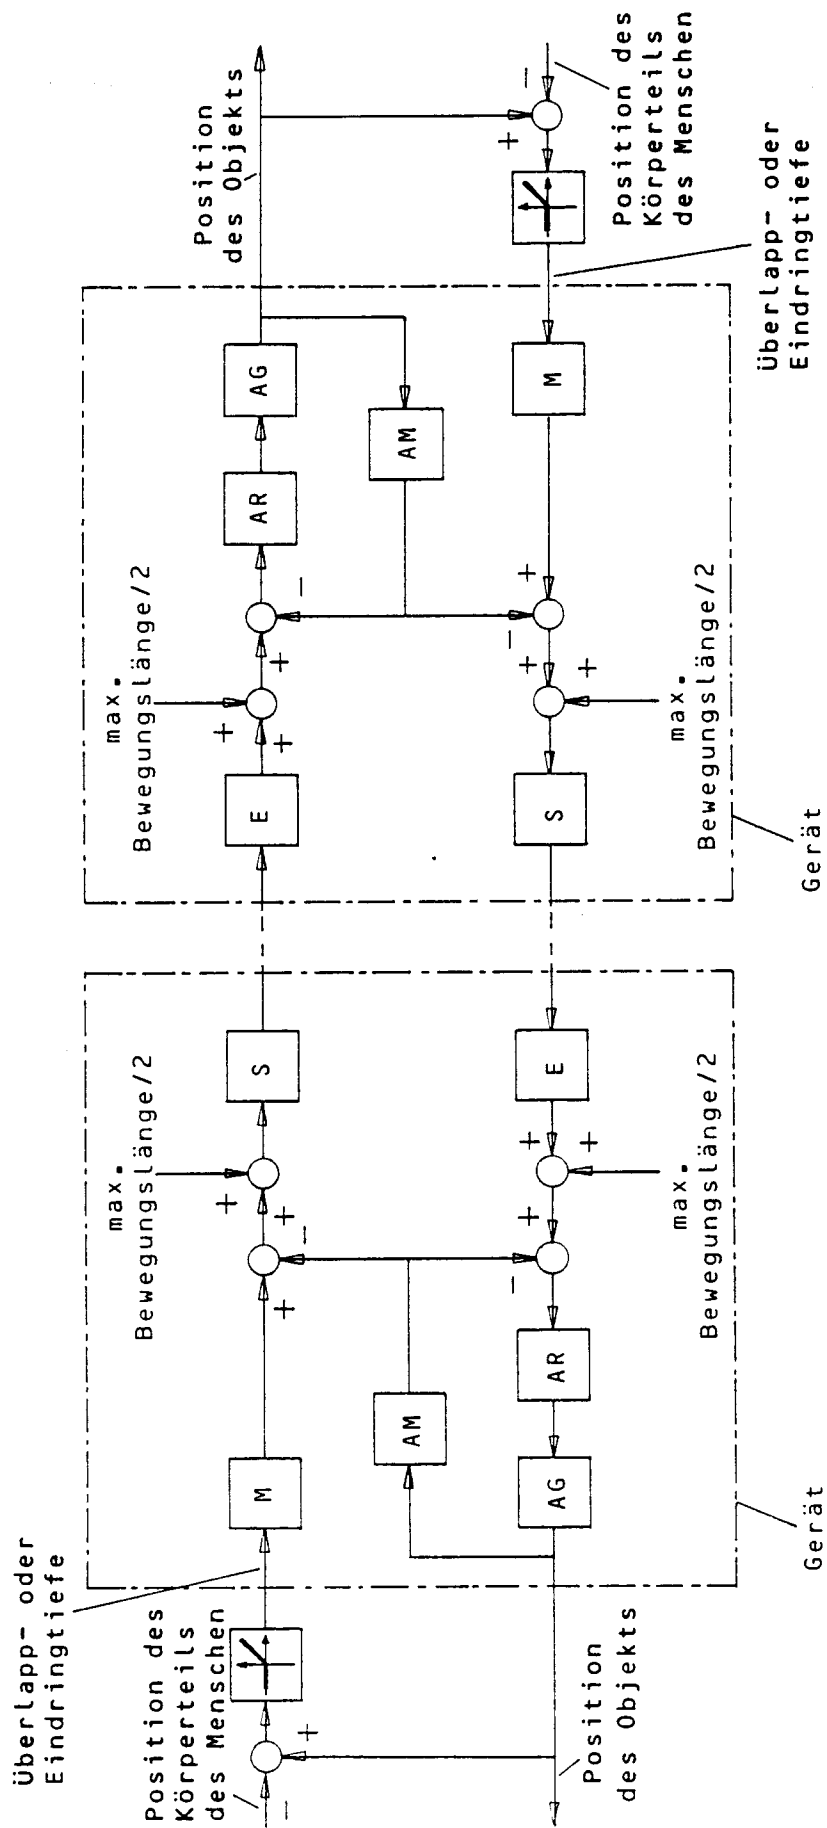 Überlapp- oder
Eindringtiefe
Position des
Körperteils
des Menschen
−
+
M
+
−
+
+
max.
Bewegungslänge/2
S
Position
des Objekts
AG
AM
AR
−
+
+
+
max.
Bewegungslänge/2
E
Gerät
E
+
+
max.
Bewegungslänge/2
+
−
AR
AG
AM
Position
des Objekts
S
+
+
max.
Bewegungslänge/2
−
+
M
Überlapp- oder
Eindringtiefe
+
−
Position des
Körperteils
des Menschen
Gerät